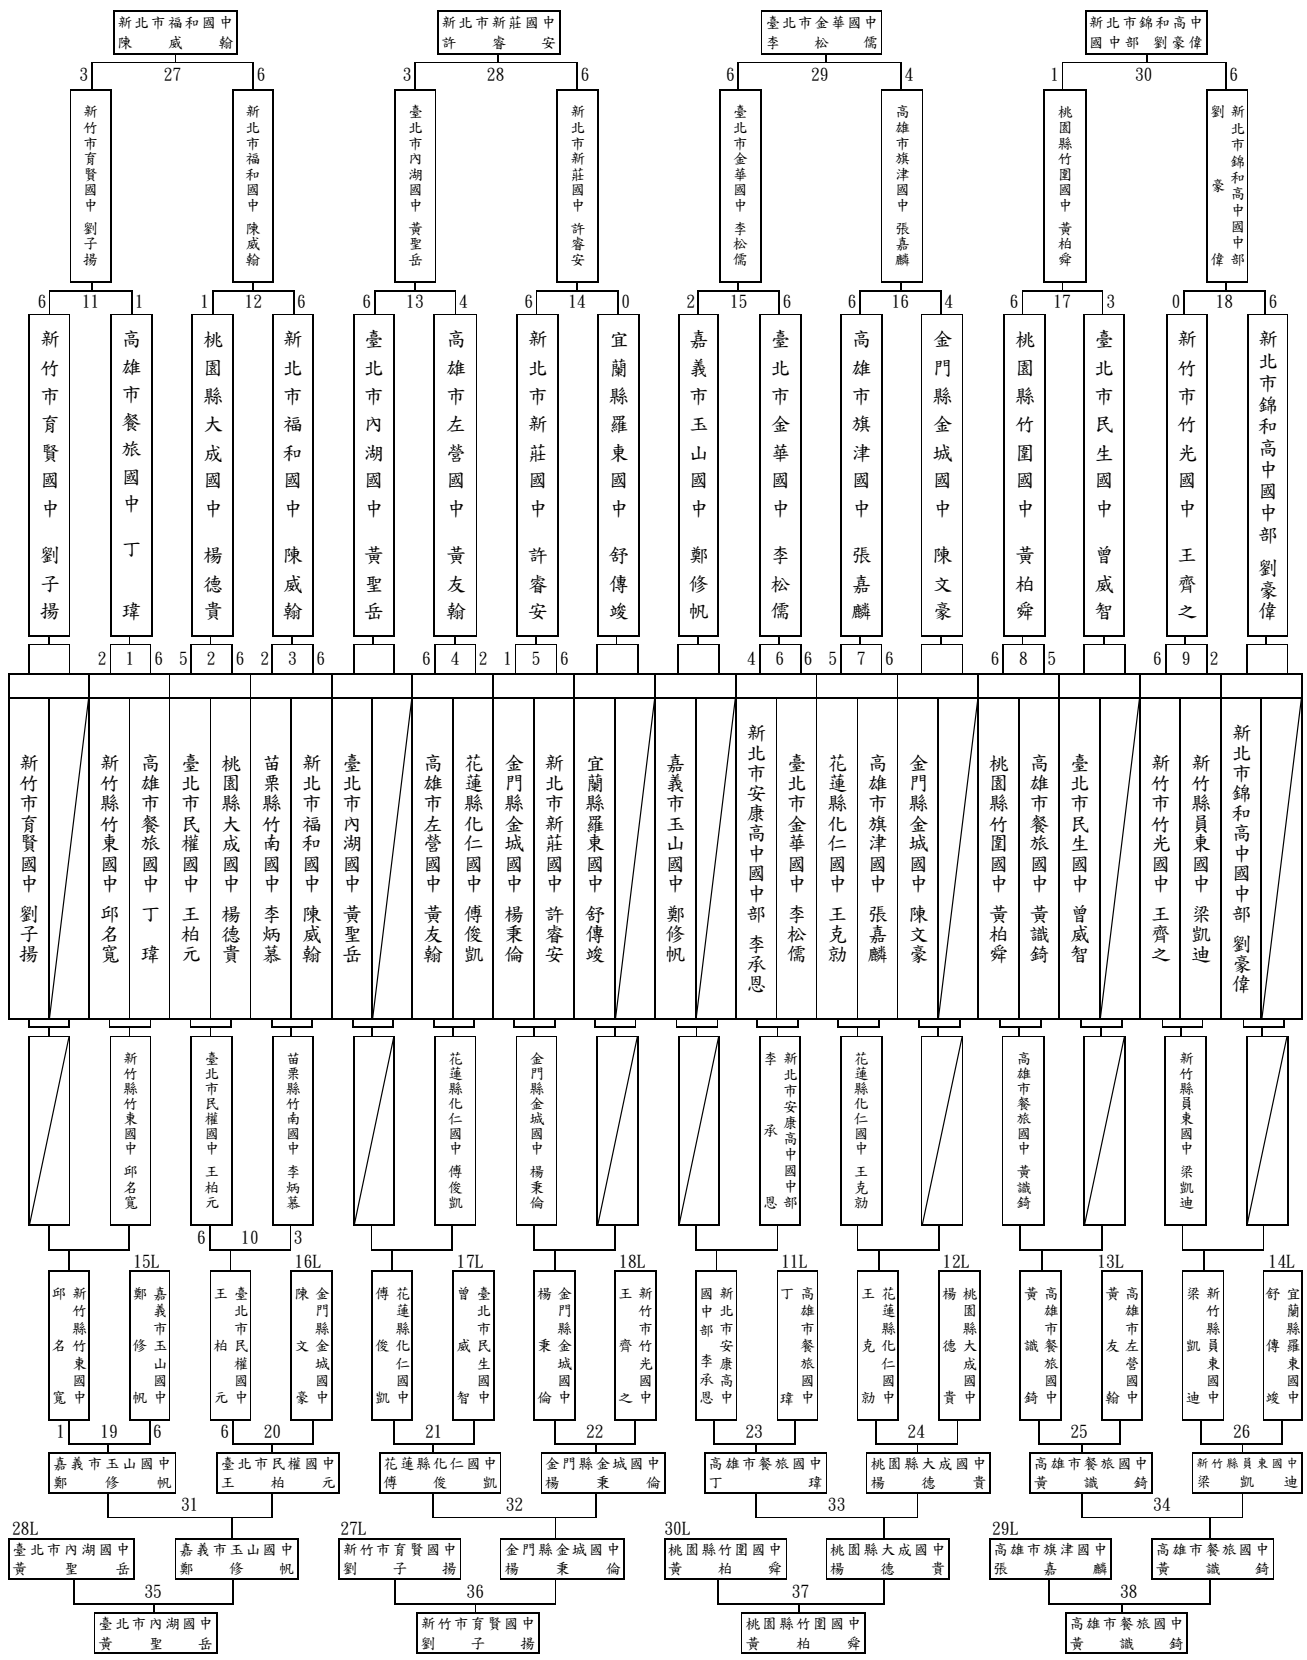 新北市福和國中 新北市新莊國中 臺北市金華國中 新北市錦和高中
陳威翰 許睿安 李松儒 國中部 劉豪偉
3 27 6 3 28 6 6 29 4 1 30 6
新竹市育賢國中 劉子揚
新北市福和國中 陳威翰
臺北市內湖國中 黃聖岳
新北市新莊國中 許睿安
臺北市金華國中 李松儒
高雄市旗津國中 張嘉麟
桃園縣竹圍國中 黃柏舜
新北市錦和高中國中部
劉豪偉
6 11 1 1 12 6 6 13 4 6 14 0 2 15 6 6 16 4 6 17 3 0 18 6
新竹市育賢國中 劉子揚
高雄市餐旅國中 丁瑋
桃園縣大成國中 楊德貴
新北市福和國中 陳威翰
臺北市內湖國中 黃聖岳
高雄市左營國中 黃友翰
新北市新莊國中 許睿安
宜蘭縣羅東國中 舒傳竣
嘉義市玉山國中 鄭修帆
臺北市金華國中 李松儒
高雄市旗津國中 張嘉麟
金門縣金城國中 陳文豪
桃園縣竹圍國中 黃柏舜
臺北市民生國中 曾威智
新竹市竹光國中 王齊之
新北市錦和高中國中部 劉豪偉
2 1 6 5 2 6 2 3 6 6 4 2 1 5 6 4 6 6 5 7 6 6 8 5 6 9 2
新竹市育賢國中 劉子揚
新竹縣竹東國中 邱名寬
高雄市餐旅國中 丁瑋
臺北市民權國中 王柏元
桃園縣大成國中 楊德貴
苗栗縣竹南國中 李炳慕
新北市福和國中 陳威翰
臺北市內湖國中 黃聖岳
高雄市左營國中 黃友翰
花蓮縣化仁國中 傅俊凱
金門縣金城國中 楊秉倫
新北市新莊國中 許睿安
宜蘭縣羅東國中 舒傳竣
嘉義市玉山國中 鄭修帆
新北市安康高中國中部 李承恩
臺北市金華國中 李松儒
花蓮縣化仁國中 王克勍
高雄市旗津國中 張嘉麟
金門縣金城國中 陳文豪
桃園縣竹圍國中 黃柏舜
高雄市餐旅國中 黃識錡
臺北市民生國中 曾威智
新竹市竹光國中 王齊之
新竹縣員東國中 梁凱迪
新北市錦和高中國中部 劉豪偉
新竹縣竹東國中 邱名寬
臺北市民權國中 王柏元
苗栗縣竹南國中 李炳慕
花蓮縣化仁國中 傅俊凱
金門縣金城國中 楊秉倫
新北市安康高中國中部
李承恩
花蓮縣化仁國中 王克勍
高雄市餐旅國中 黃識錡
新竹縣員東國中 梁凱迪
6 10 3
15L 16L 17L 18L 11L 12L 13L 14L
新竹縣竹東國中
邱名寬
嘉義市玉山國中
鄭修帆
臺北市民權國中
王柏元
金門縣金城國中
陳文豪
花蓮縣化仁國中
傅俊凱
臺北市民生國中
曾威智
金門縣金城國中
楊秉倫
新竹市竹光國中
王齊之
新北市安康高中
國中部 李承恩
高雄市餐旅國中
丁瑋
花蓮縣化仁國中
王克勍
桃園縣大成國中
楊德貴
高雄市餐旅國中
黃識錡
高雄市左營國中
黃友翰
新竹縣員東國中
梁凱迪
宜蘭縣羅東國中
舒傳竣
1 19 6 6 20 21 22 23 24 25 26
嘉義市玉山國中 臺北市民權國中 花蓮縣化仁國中 金門縣金城國中 高雄市餐旅國中 桃園縣大成國中 高雄市餐旅國中 新竹縣員東國中
鄭修帆 王柏元 傅俊凱 楊秉倫 丁瑋 楊德貴 黃識錡 梁凱迪
31 32 33 34
28L 27L 30L 29L
臺北市內湖國中 嘉義市玉山國中 新竹市育賢國中 金門縣金城國中 桃園縣竹圍國中 桃園縣大成國中 高雄市旗津國中 高雄市餐旅國中
黃聖岳 鄭修帆 劉子揚 楊秉倫 黃柏舜 楊德貴 張嘉麟 黃識錡
35 36 37 38
臺北市內湖國中 新竹市育賢國中 桃園縣竹圍國中 高雄市餐旅國中
黃聖岳 劉子揚 黃柏舜 黃識錡